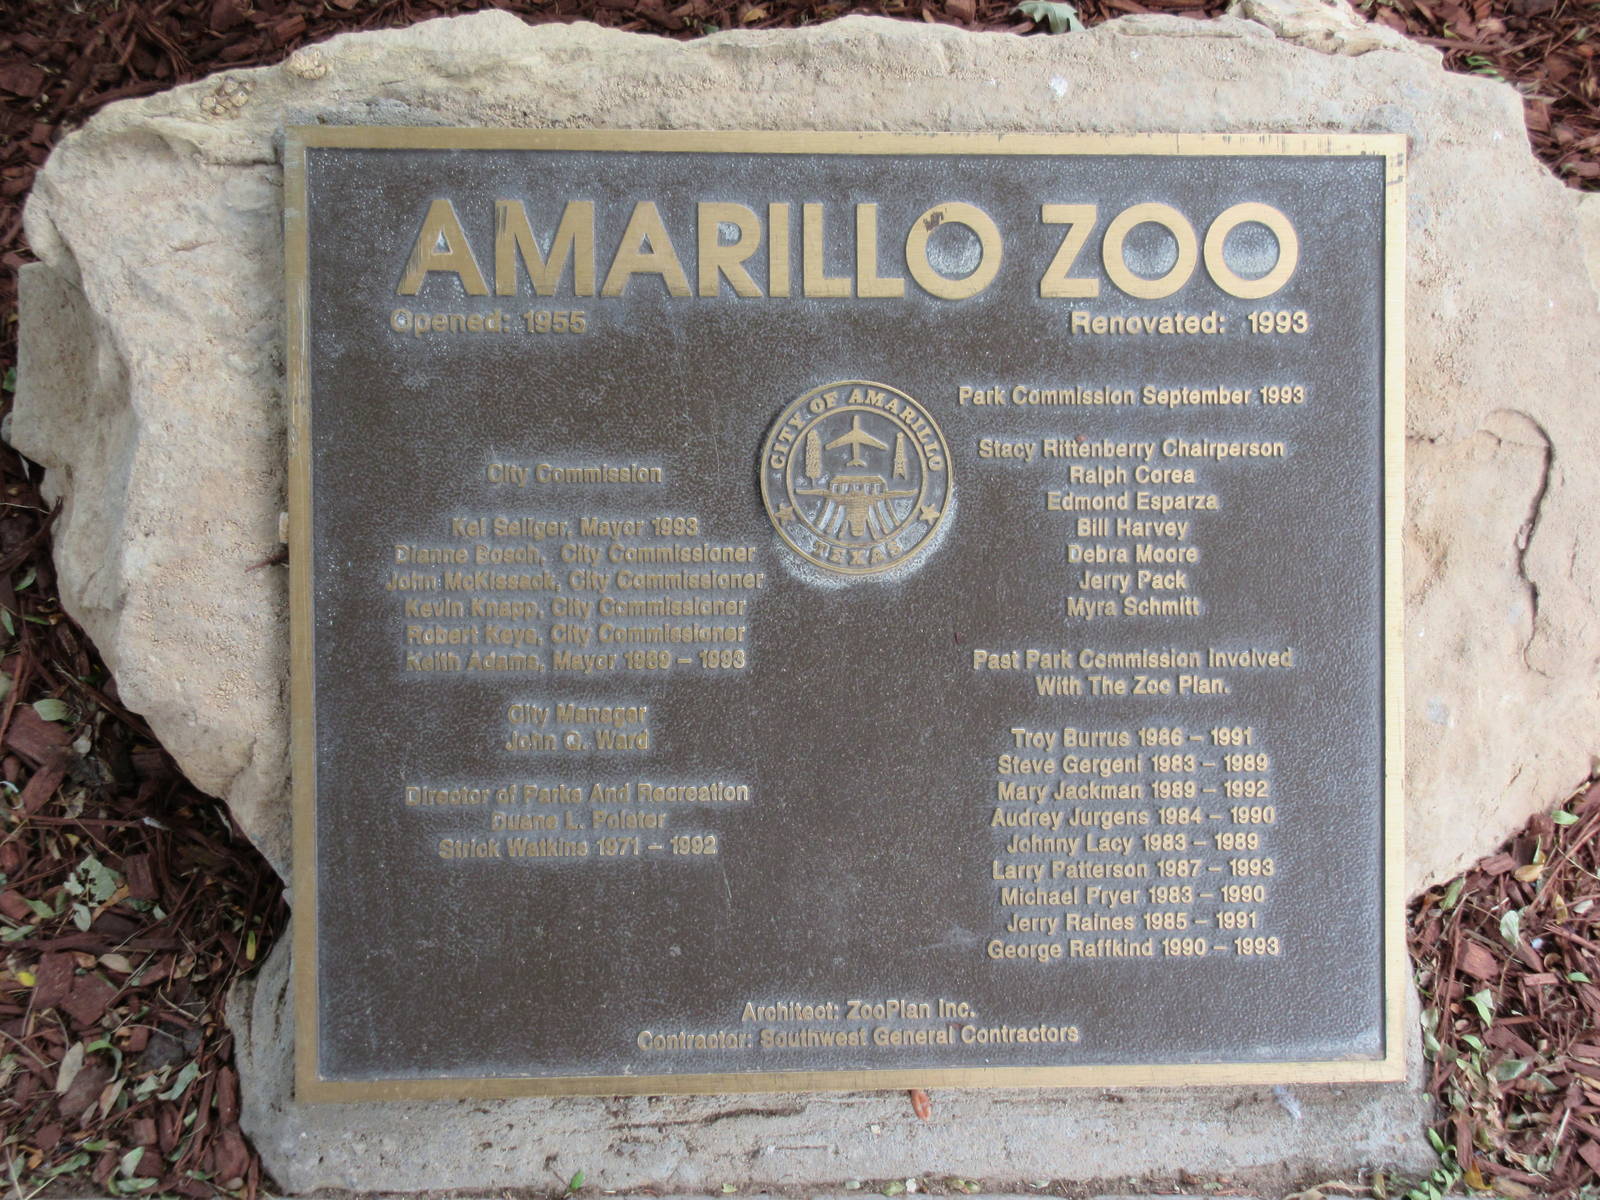 AMARILLO ZOO
Opened: 1955
Renovated: 1993
CITY OF AMARILLO
TEXAS
City Commission
Kel Seliger, Mayor 1993
Dianne Bosch, City Commissioner
John McKissack, City Commissioner
Kevin Knapp, City Commissioner
Robert Keys, City Commissioner
Keith Adams, Mayor 1989 – 1993
City Manager
John Q. Ward
Director of Parks And Recreation
Duane L. Polster
Strick Watkins 1971 – 1992
Park Commission September 1993
Stacy Rittenberry Chairperson
Ralph Corea
Edmond Esparza
Bill Harvey
Debra Moore
Jerry Pack
Myra Schmitt
Past Park Commission Involved
With The Zoo Plan.
Troy Burrus 1986 – 1991
Steve Gergeni 1983 – 1989
Mary Jackman 1989 – 1992
Audrey Jurgens 1984 – 1990
Johnny Lacy 1983 – 1989
Larry Patterson 1987 – 1993
Michael Pryer 1983 – 1990
Jerry Raines 1985 – 1991
George Raffkind 1990 – 1993
Architect: ZooPlan Inc.
Contractor: Southwest General Contractors